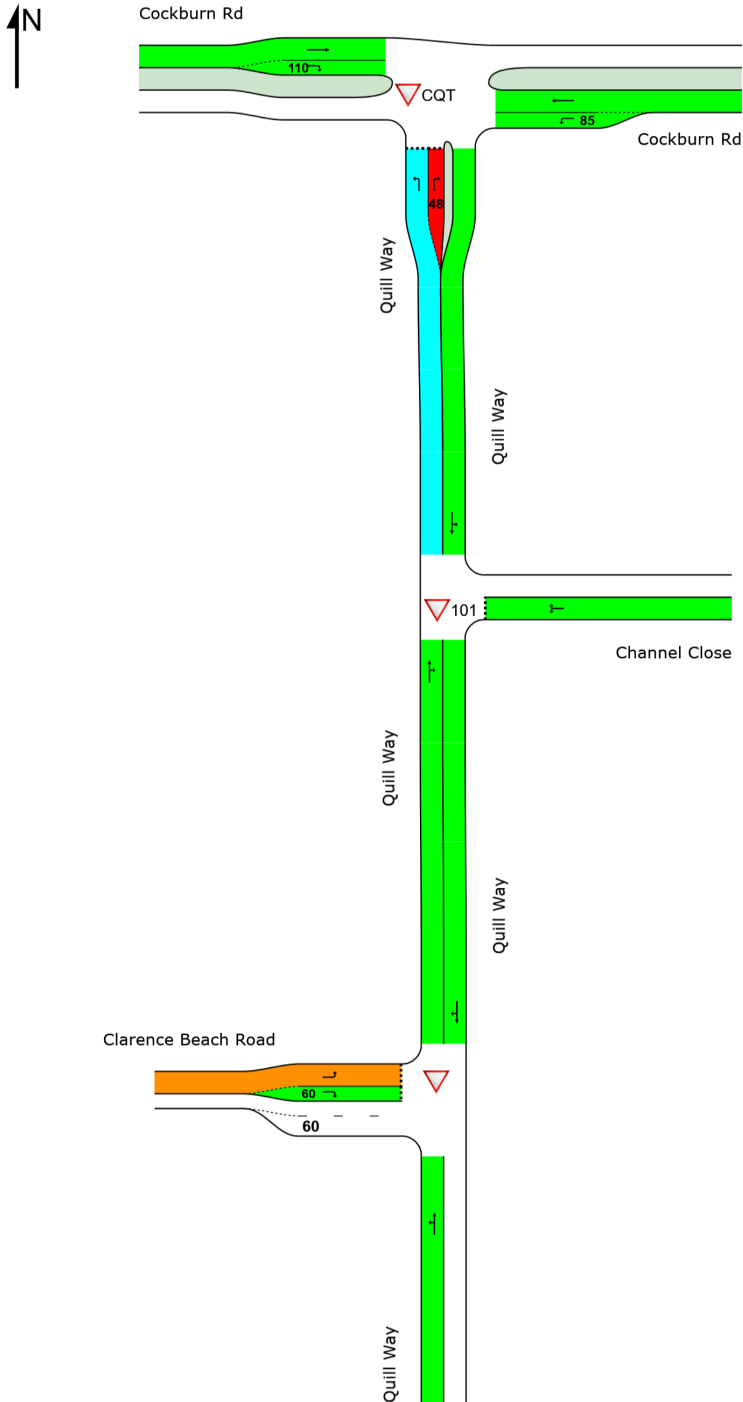 Cockburn Rd
N
110
CQT
85
Cockburn Rd
48
Quill Way
Quill Way
101
Channel Close
Quill Way
Quill Way
Clarence Beach Road
60
60
Quill Way